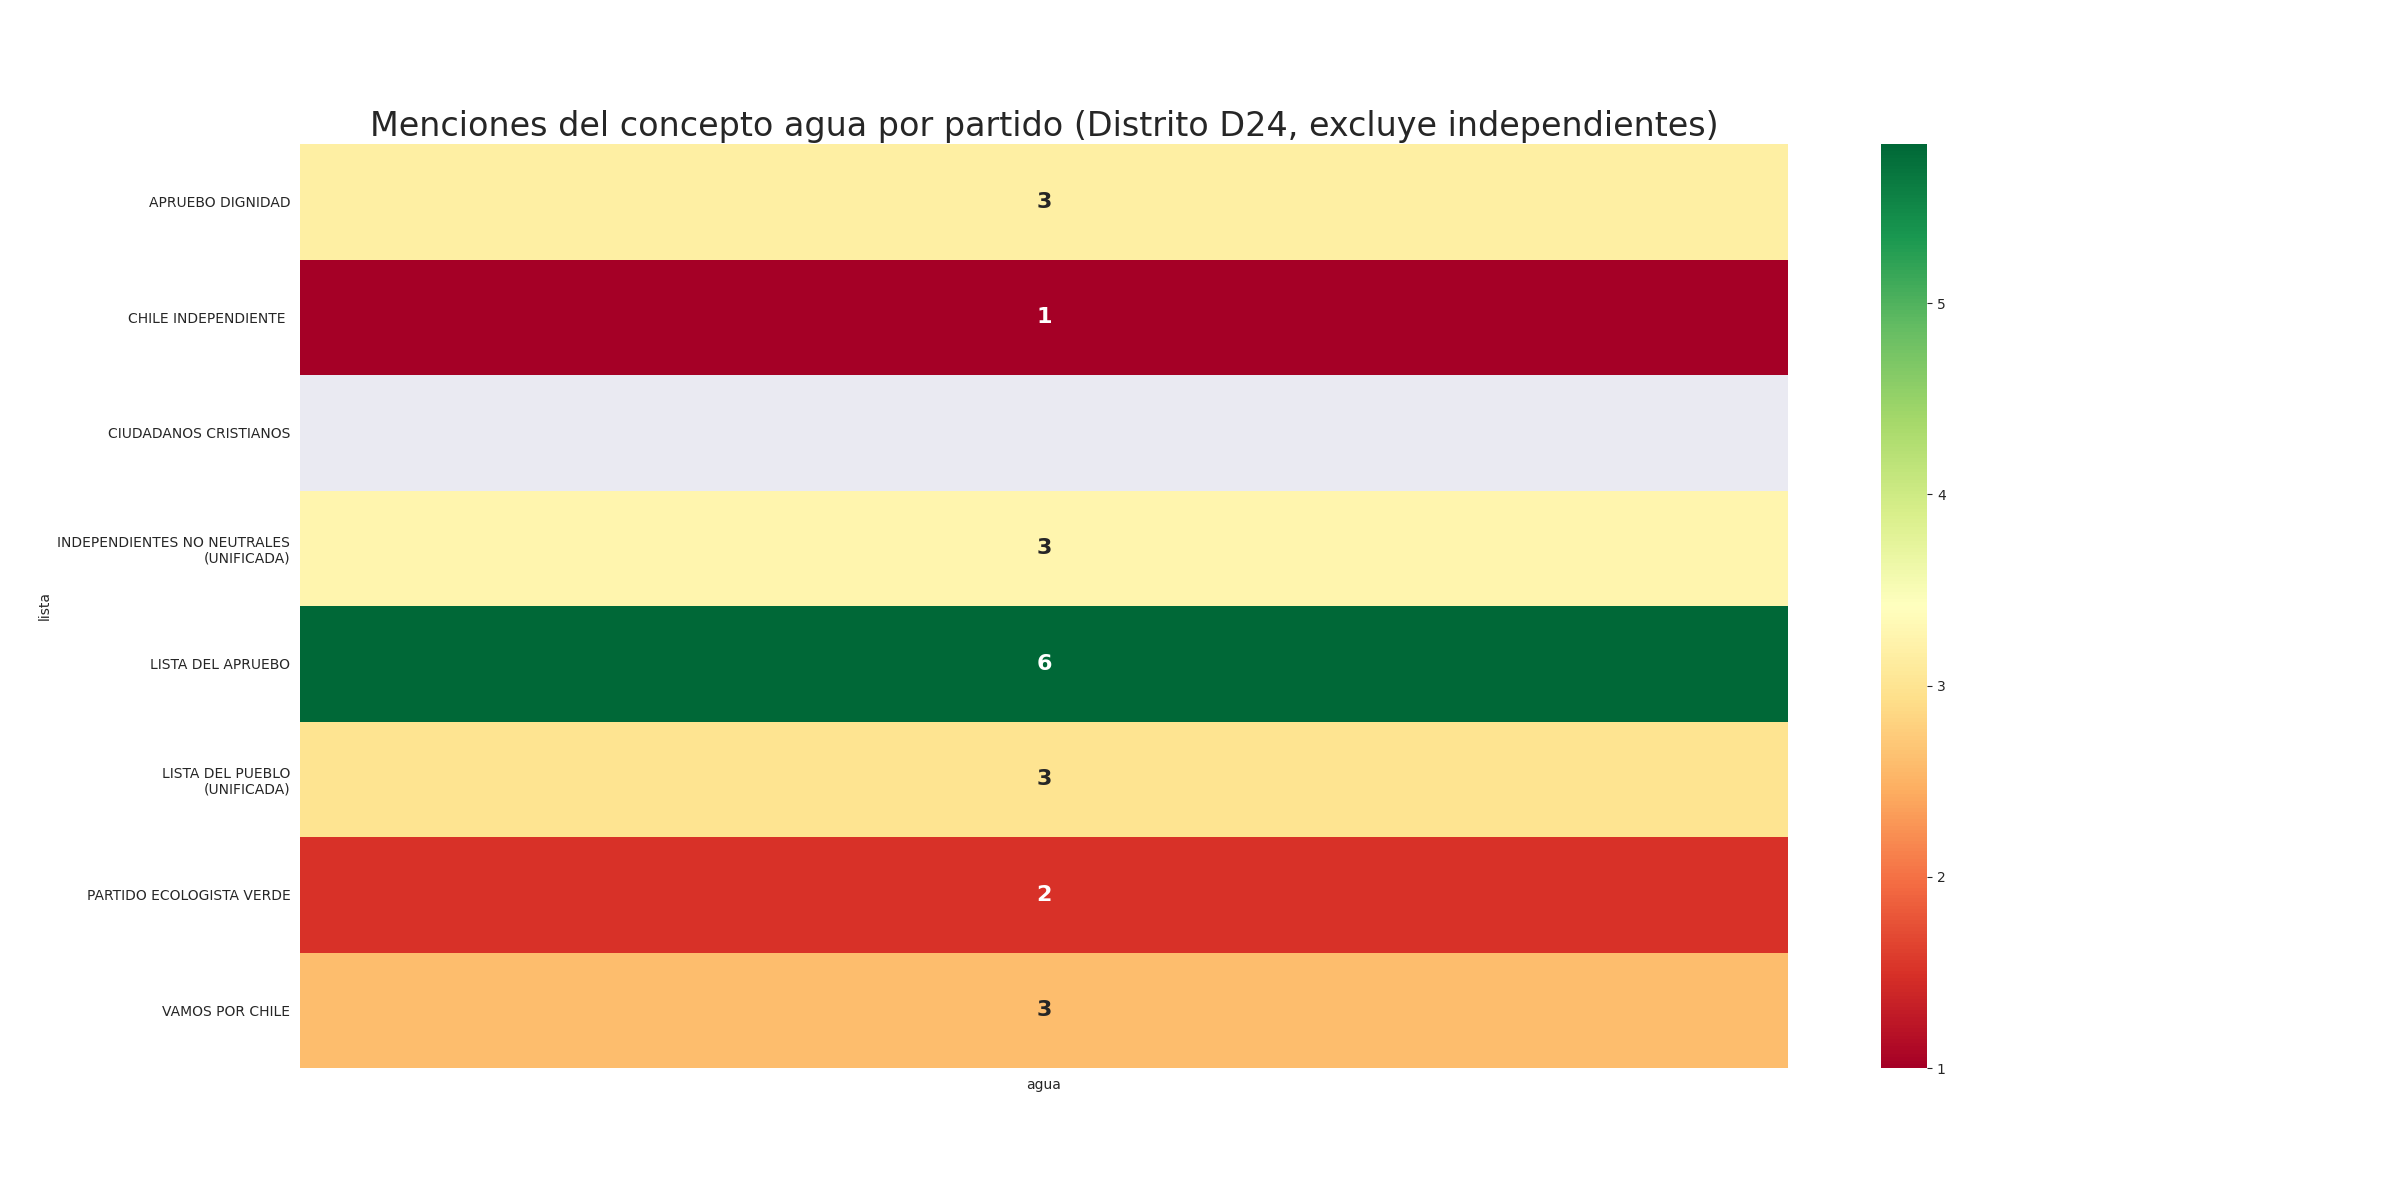 Menciones del concepto agua por partido (Distrito D24, excluye independientes)
APRUEBO DIGNIDAD
3
CHILE INDEPENDIENTE
1
CIUDADANOS CRISTIANOS
INDEPENDIENTES NO NEUTRALES
(UNIFICADA)
3
lista
LISTA DEL APRUEBO
6
LISTA DEL PUEBLO
(UNIFICADA)
3
PARTIDO ECOLOGISTA VERDE
2
VAMOS POR CHILE
3
agua
5
4
3
2
1